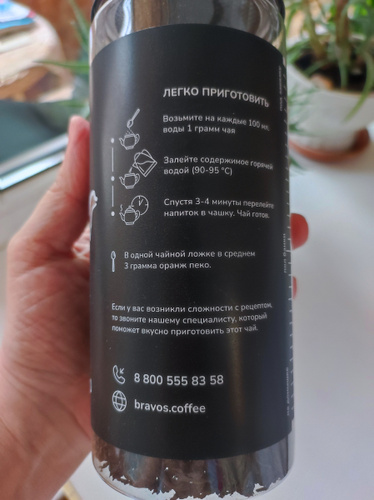 ЛЕГКО ПРИГОТОВИТЬ
Возьмите на каждые 100 мл.
воды 1 грамм чая
Залейте содержимое горячей
водой (90-95 °C)
Спустя 3-4 минуты перелейте
напиток в чашку. Чай готов.
В одной чайной ложке в среднем
3 грамма оранж пеко.
Если у вас возникли сложности с рецептом,
то звоните нашему специалисту, который
поможет вкусно приготовить этот чай.
8 800 555 83 58
bravos.coffee